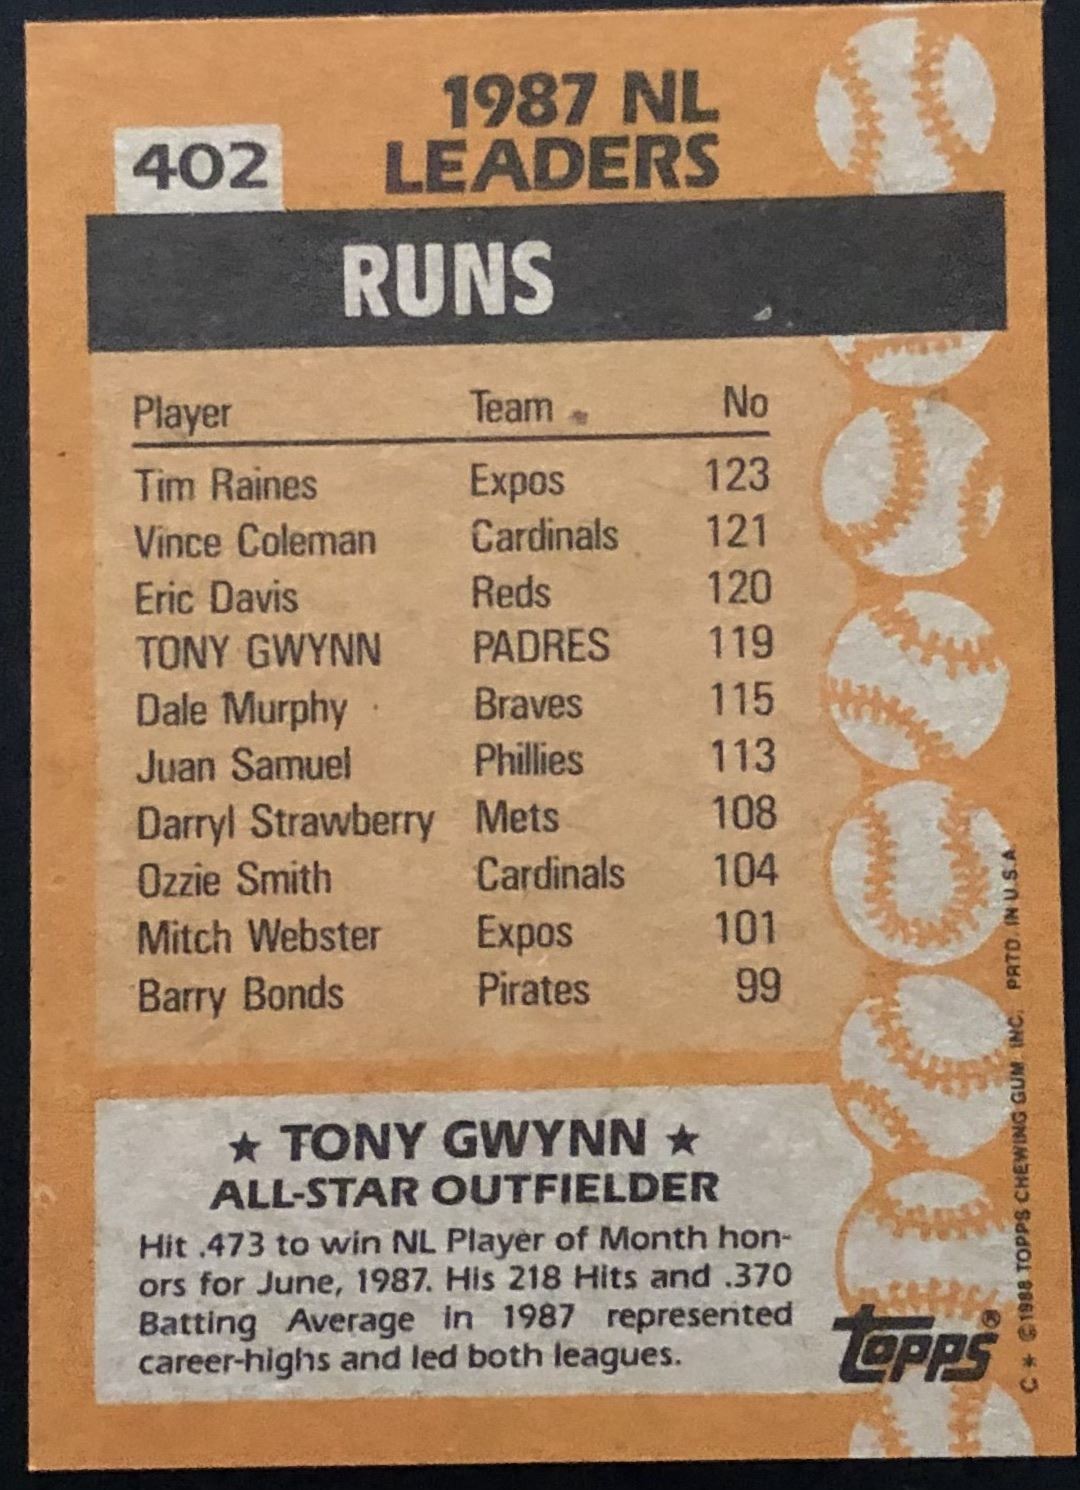 402
1987 NL
LEADERS
RUNS
Player Team No
Tim Raines Expos 123
Vince Coleman Cardinals 121
Eric Davis Reds 120
TONY GWYNN PADRES 119
Dale Murphy Braves 115
Juan Samuel Phillies 113
Darryl Strawberry Mets 108
Ozzie Smith Cardinals 104
Mitch Webster Expos 101
Barry Bonds Pirates 99
★ TONY GWYNN ★
ALL-STAR OUTFIELDER
Hit .473 to win NL Player of Month hon-
ors for June, 1987. His 218 Hits and .370
Batting Average in 1987 represented
career-highs and led both leagues.
topps®
C * ©1988 TOPPS CHEWING GUM INC. PRTD. IN U.S.A.